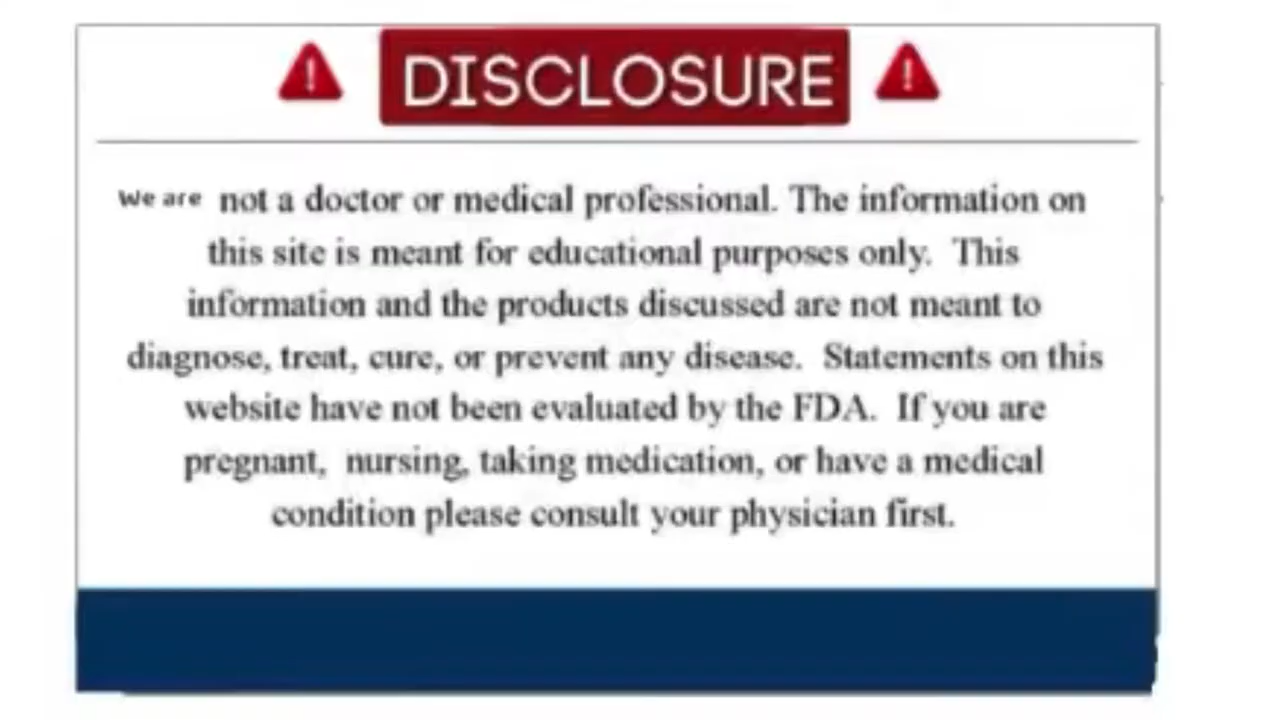 DISCLOSURE
We are not a doctor or medical professional. The information on
this site is meant for educational purposes only. This
information and the products discussed are not meant to
diagnose, treat, cure, or prevent any disease. Statements on this
website have not been evaluated by the FDA. If you are
pregnant, nursing, taking medication, or have a medical
condition please consult your physician first.